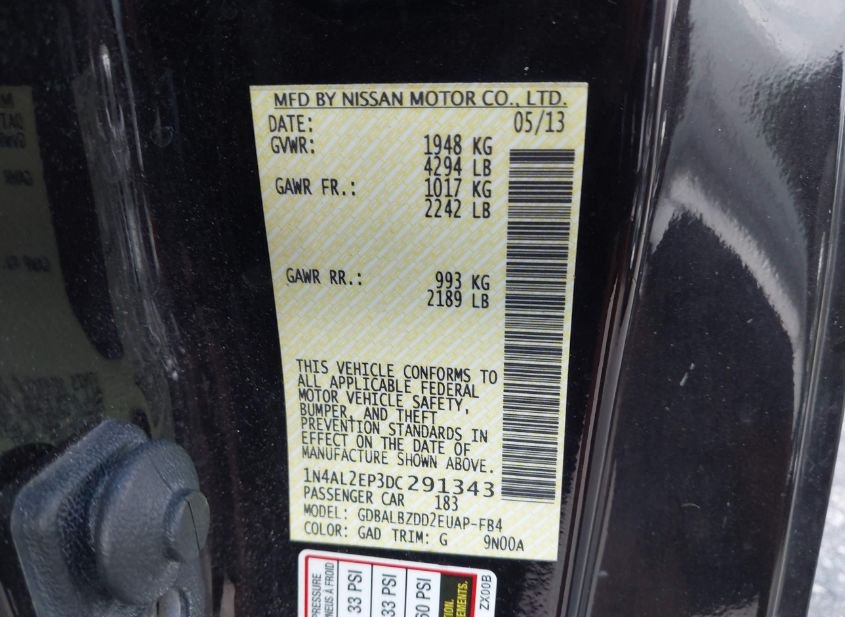 MFD BY NISSAN MOTOR CO., LTD.
DATE: 05/13
GVWR: 1948 KG
4294 LB
GAWR FR.: 1017 KG
2242 LB
GAWR RR.: 993 KG
2189 LB
THIS VEHICLE CONFORMS TO
ALL APPLICABLE FEDERAL
MOTOR VEHICLE SAFETY,
BUMPER, AND THEFT
PREVENTION STANDARDS IN
EFFECT ON THE DATE OF
MANUFACTURE SHOWN ABOVE.
1N4AL2EP3DC291343
PASSENGER CAR 183
MODEL: GDBALBZDD2EUAP-FB4
COLOR: GAD TRIM: G 9N00A
PRESSURE
PNEUS À FROID
33 PSI
33 PSI
60 PSI
ZX00B